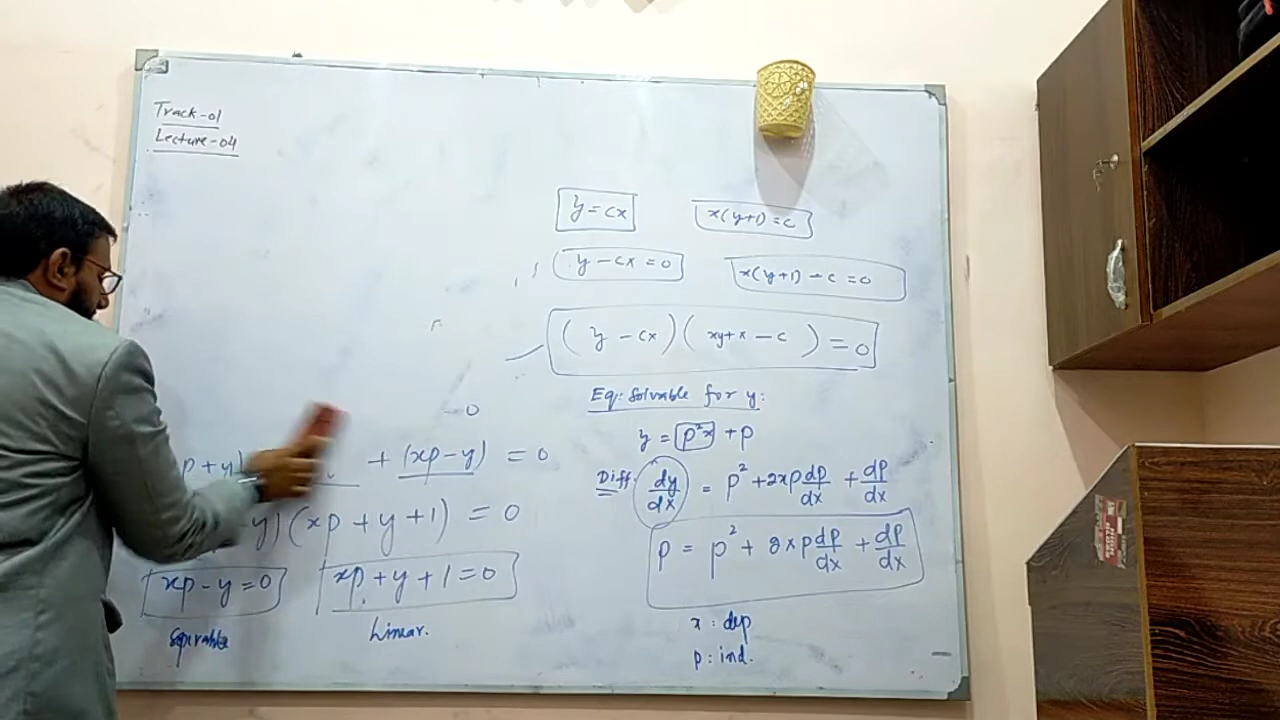 Track-01
Lecture-04
y = cx
x(y+1) = c
y - cx = 0
x(y+1) - c = 0
(y - cx)(xy + x - c) = 0
- 0
p + y) + (xp - y) = 0
y)(xp + y + 1) = 0
xp - y = 0
xp + y + 1 = 0
Linear.
Eq: Solvable for y:
y = p²x + p
Diff. dy/dx = p² + 2xp dp/dx + dp/dx
p = p² + 2xp dp/dx + dp/dx
x : dep
p : ind.